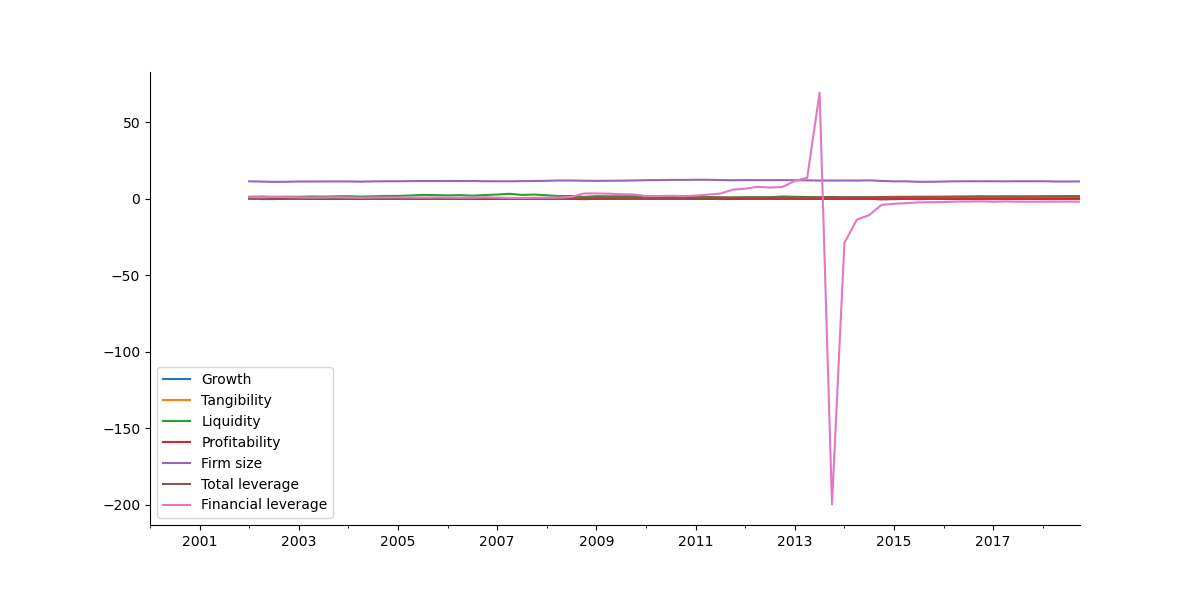 50
0
−50
−100
−150
−200
Growth
Tangibility
Liquidity
Profitability
Firm size
Total leverage
Financial leverage
2001 2003 2005 2007 2009 2011 2013 2015 2017